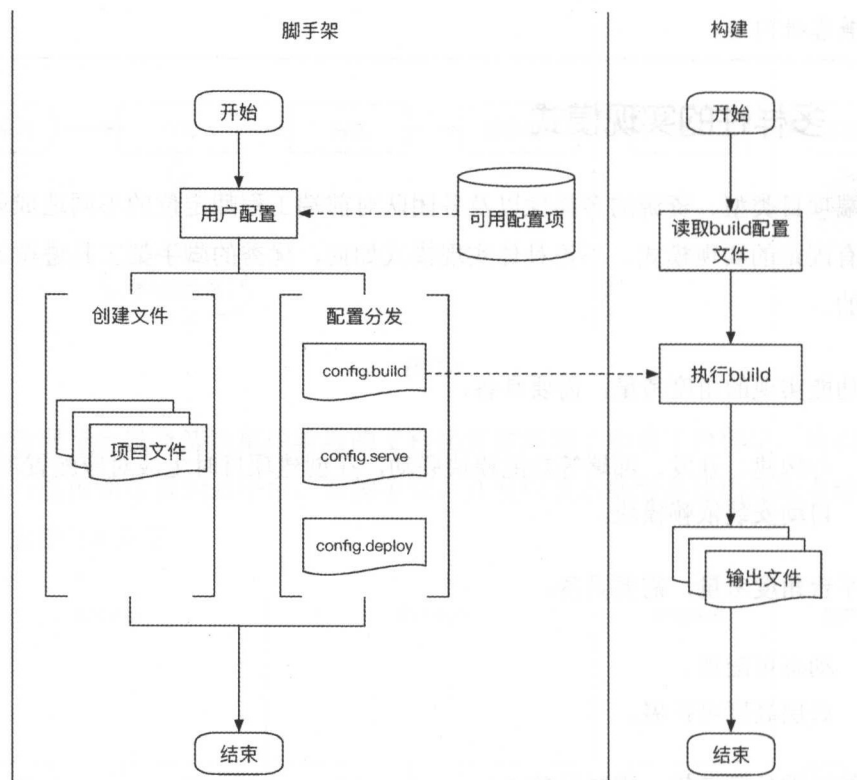 脚手架
构建
开始
用户配置
可用配置项
创建文件
项目文件
配置分发
config.build
config.serve
config.deploy
结束
开始
读取build配置
文件
执行build
输出文件
结束